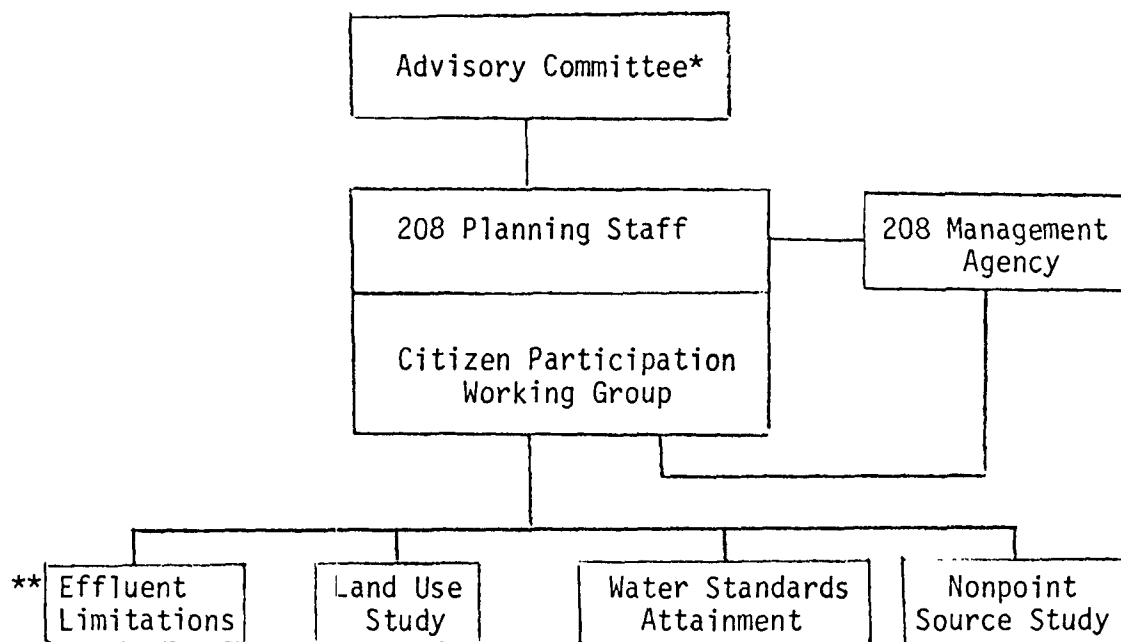 Advisory Committee*
208 Planning Staff
208 Management
Agency
Citizen Participation
Working Group
** Effluent
Limitations
Land Use
Study
Water Standards
Attainment
Nonpoint
Source Study